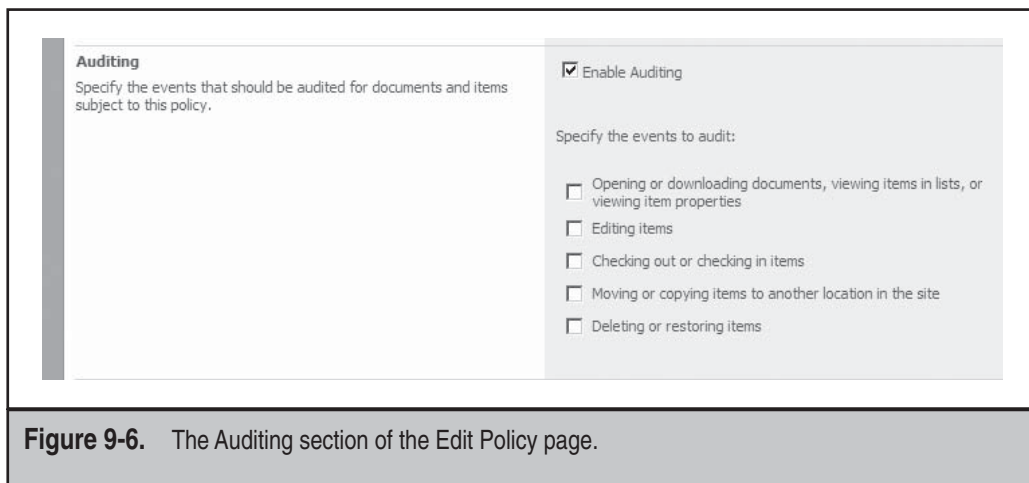 Auditing
Specify the events that should be audited for documents and items
subject to this policy.
Enable Auditing
Specify the events to audit:
Opening or downloading documents, viewing items in lists, or
viewing item properties
Editing items
Checking out or checking in items
Moving or copying items to another location in the site
Deleting or restoring items
Figure 9-6. The Auditing section of the Edit Policy page.